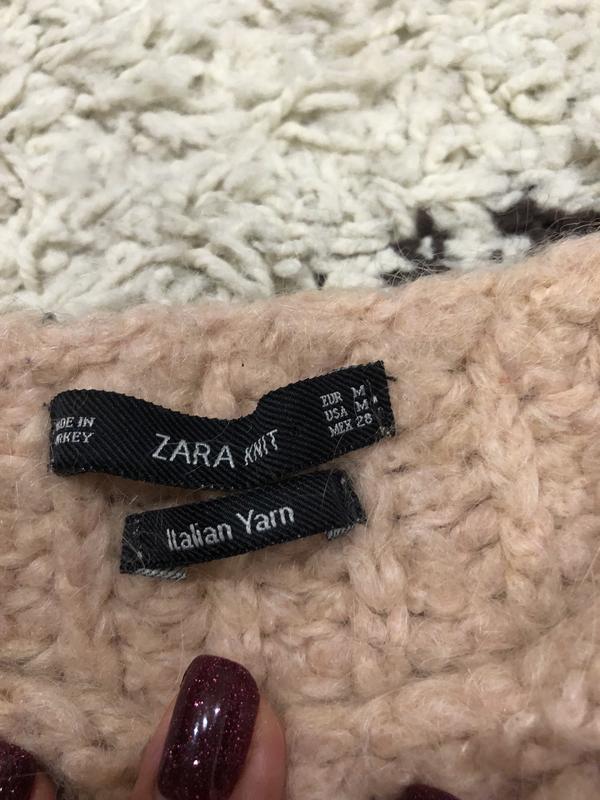 MADE IN
TURKEY
ZARA KNIT
EUR M
USA M
MEX 28
Italian Yarn